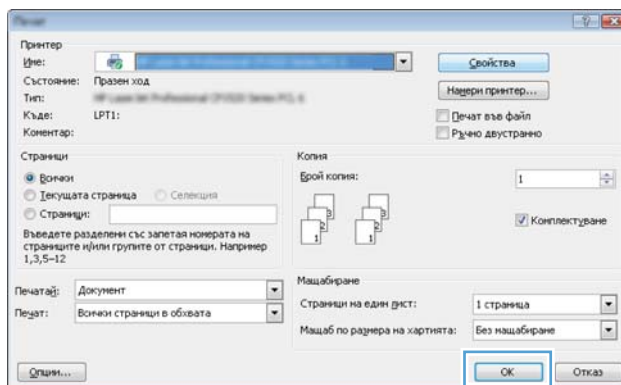 Принтер
Име:
Свойства
Състояние: Празен ход
Тип:
Намери принтер...
Къде: LPT1:
Печат във файл
Коментар:
Ръчно двустранно
Страници
Всички
Текущата страница Селекция
Страници:
Въведете разделени със запетая номерата на
страниците и/или групите от страници. Например
1,3,5–12
Копия
Брой копия: 1
Комплектуване
Печатай: Документ
Печат: Всички страници в обхвата
Мащабиране
Страници на един лист: 1 страница
Мащаб по размера на хартията: Без мащабиране
Опции...
OK
Отказ